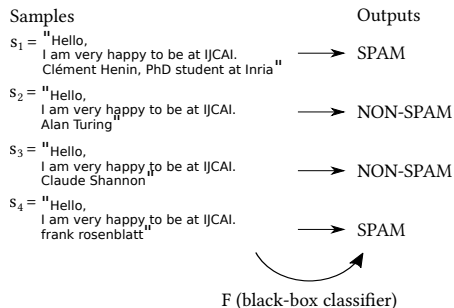 Samples Outputs
s1 = "Hello,
I am very happy to be at IJCAI.
Clément Henin, PhD student at Inria" SPAM
s2 = "Hello,
I am very happy to be at IJCAI.
Alan Turing" NON-SPAM
s3 = "Hello,
I am very happy to be at IJCAI.
Claude Shannon" NON-SPAM
s4 = "Hello,
I am very happy to be at IJCAI.
frank rosenblatt" SPAM
F (black-box classifier)